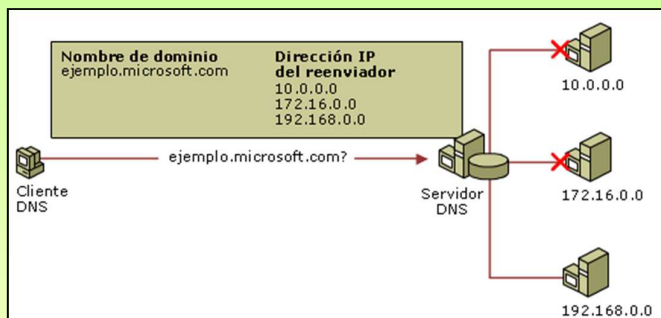 Nombre de dominio
ejemplo.microsoft.com
Dirección IP
del reenviador
10.0.0.0
172.16.0.0
192.168.0.0
ejemplo.microsoft.com?
Cliente
DNS
Servidor
DNS
10.0.0.0
172.16.0.0
192.168.0.0